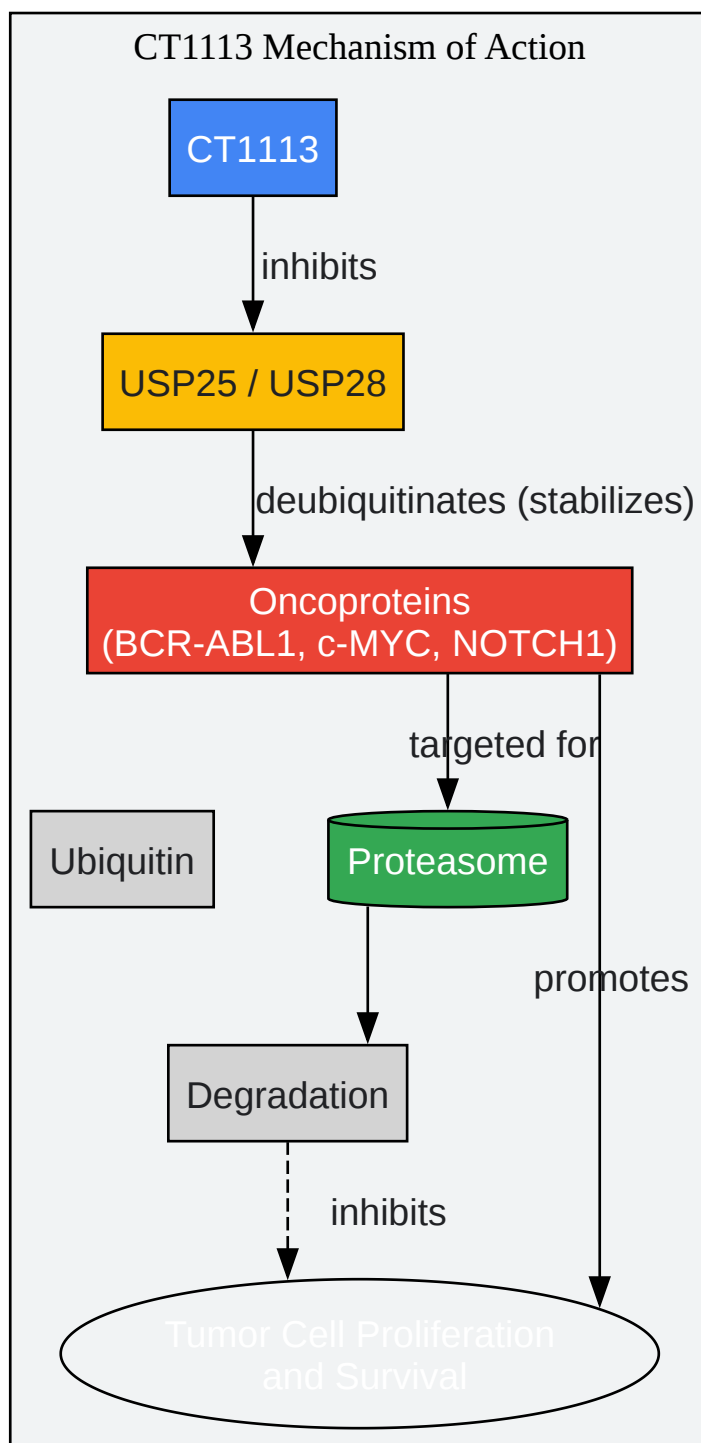 CT1113 Mechanism of Action
CT1113
inhibits
USP25 / USP28
deubiquitinates (stabilizes)
Oncoproteins
(BCR-ABL1, c-MYC, NOTCH1)
targeted for
Ubiquitin
Proteasome
promotes
Degradation
inhibits
Tumor Cell Proliferation
and Survival